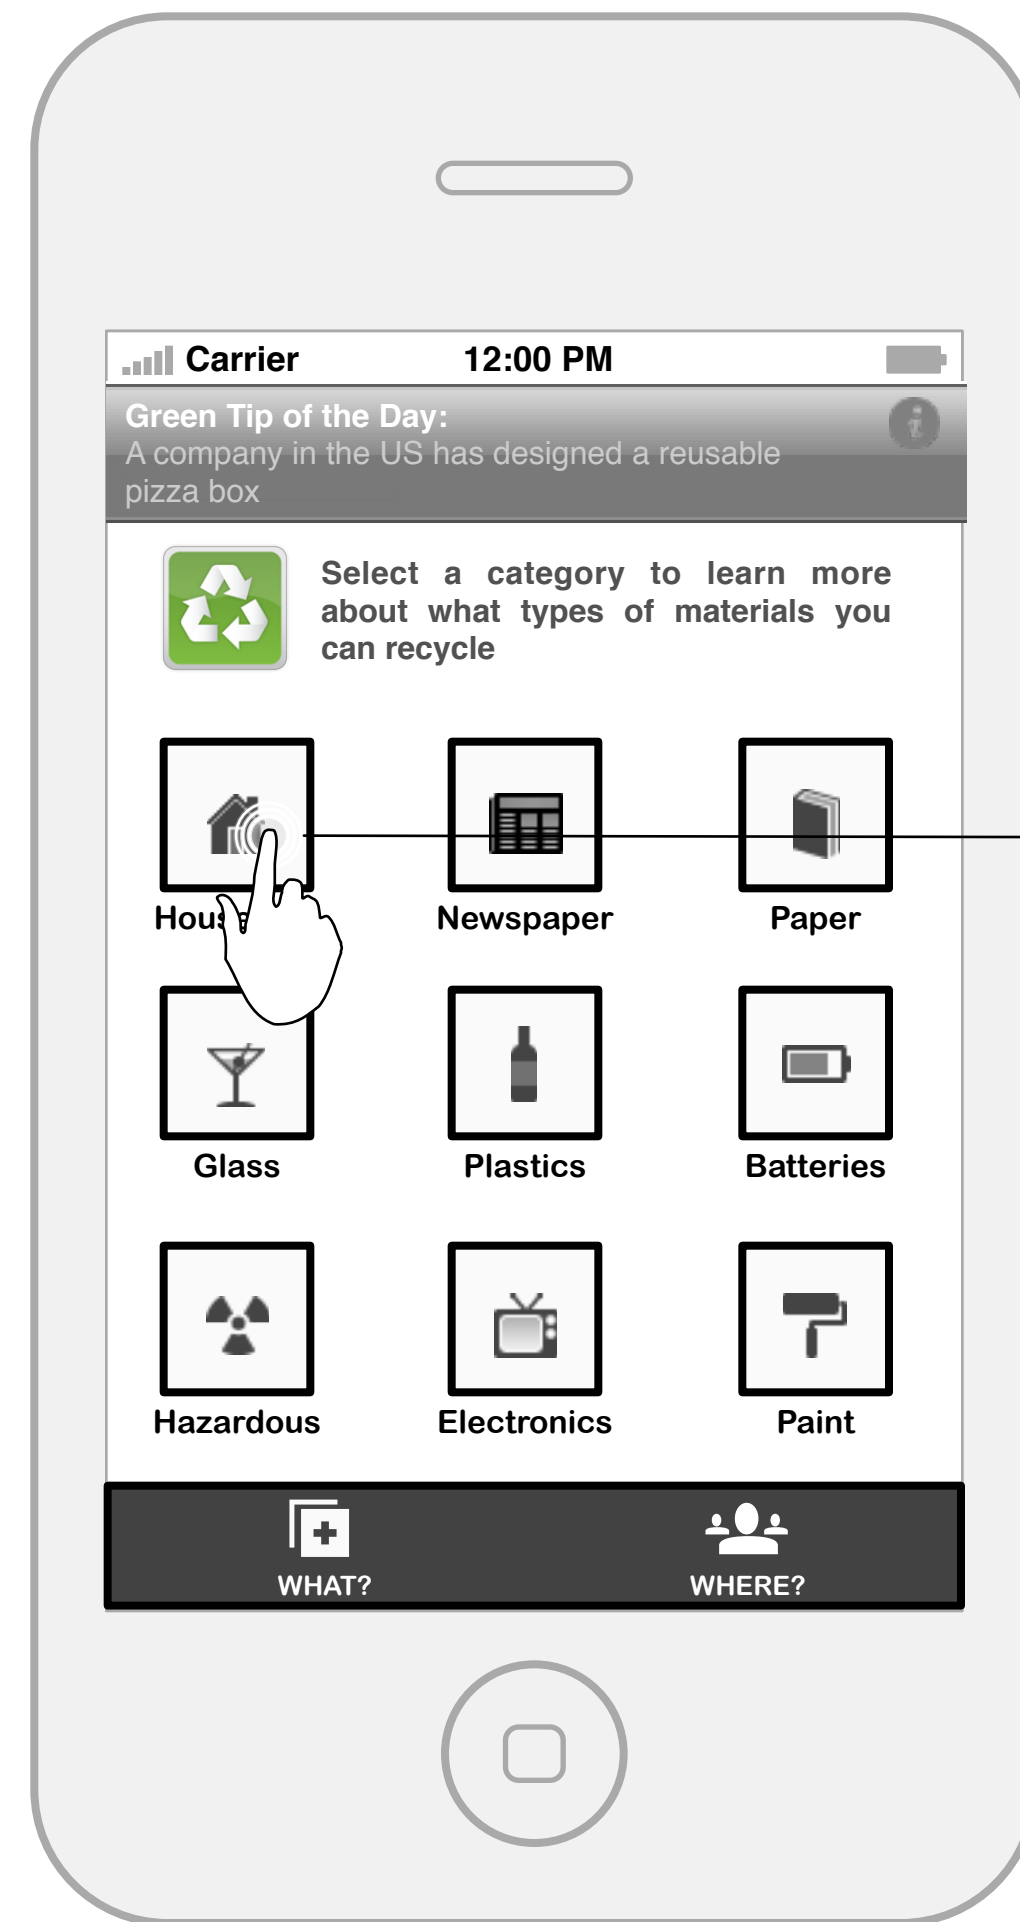 Carrier 12:00 PM
Green Tip of the Day:
A company in the US has designed a reusable
pizza box
Select a category to learn more
about what types of materials you
can recycle
Newspaper Paper
Glass Plastics Batteries
Hazardous Electronics Paint
WHAT? WHERE?